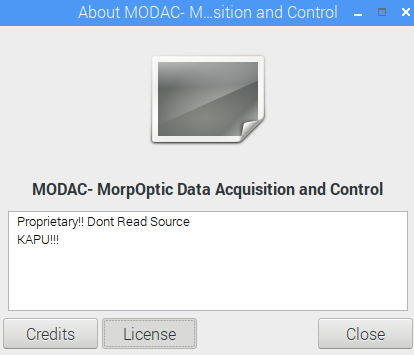 About MODAC- M...sition and Control
MODAC- MorpOptic Data Acquisition and Control
Proprietary!! Dont Read Source
KAPU!!!
Credits
License
Close